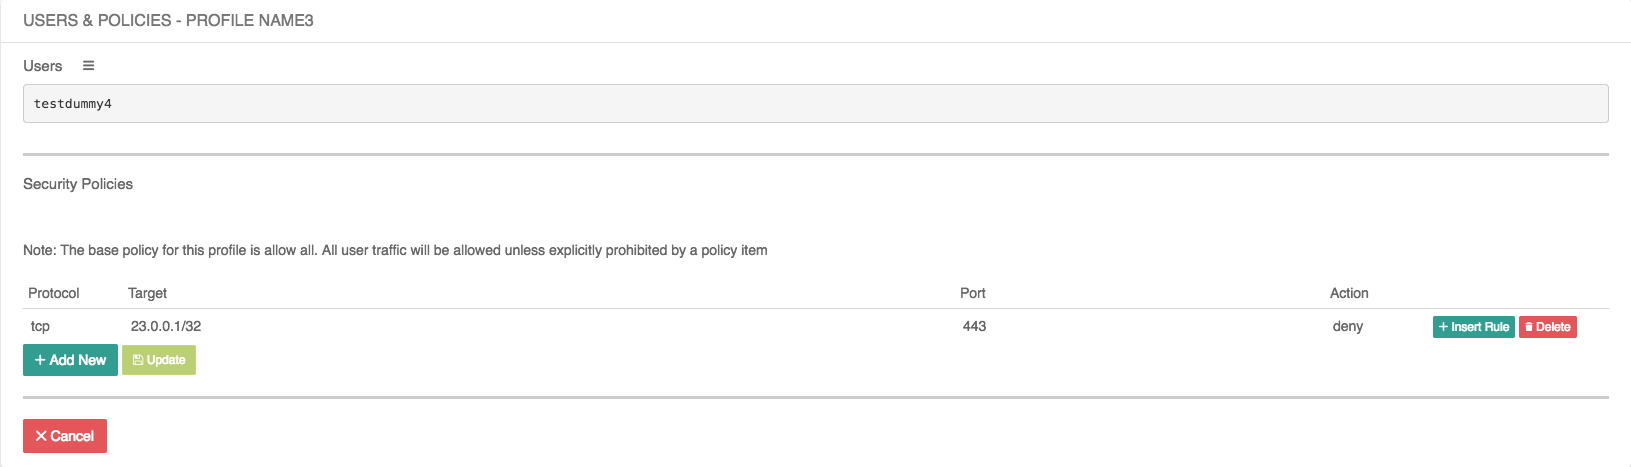 USERS & POLICIES - PROFILE NAME3
Users
testdummy4
Security Policies
Note: The base policy for this profile is allow all. All user traffic will be allowed unless explicitly prohibited by a policy item
Protocol Target Port Action
tcp 23.0.0.1/32 443 deny Insert Rule Delete
Add New Update
Cancel